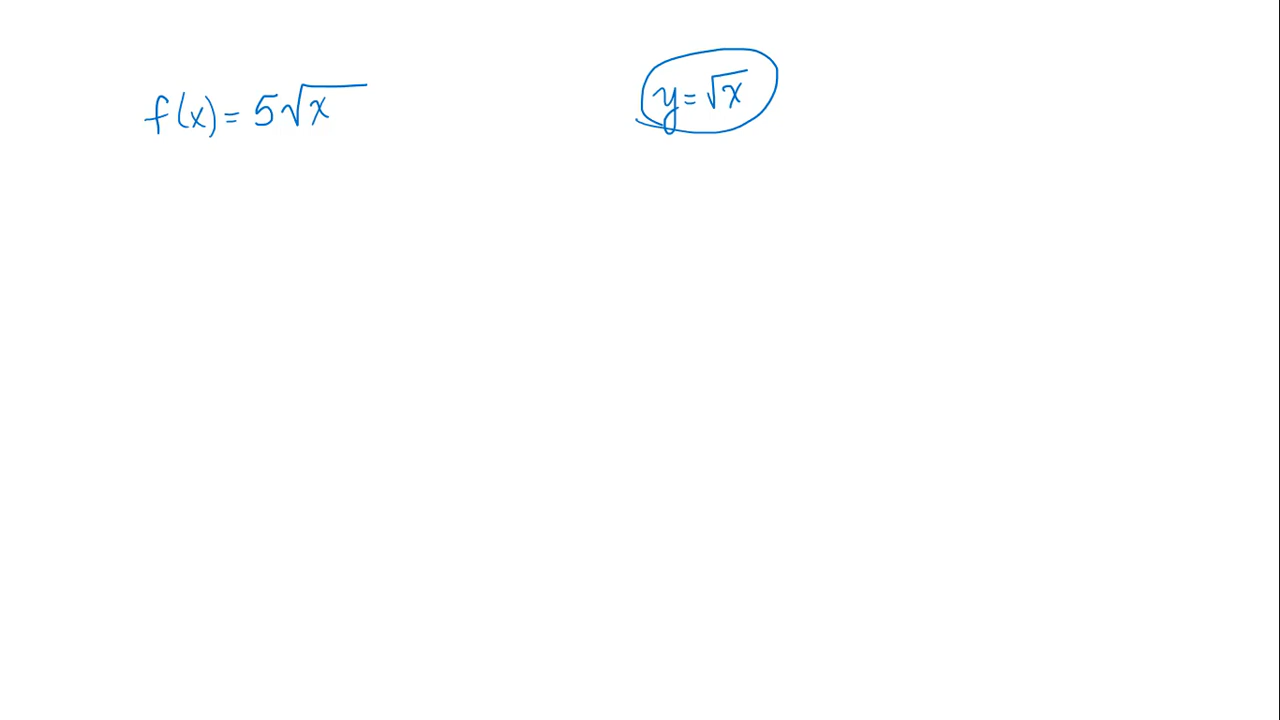 f(x) = 5√x
y = √x